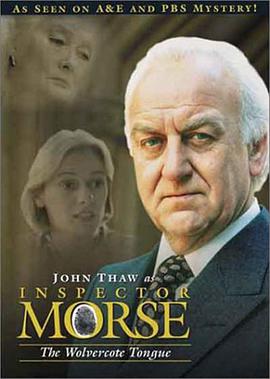 AS SEEN ON A&E AND PBS MYSTERY!
JOHN THAW as
INSPECTOR
MORSE
The Wolvercote Tongue